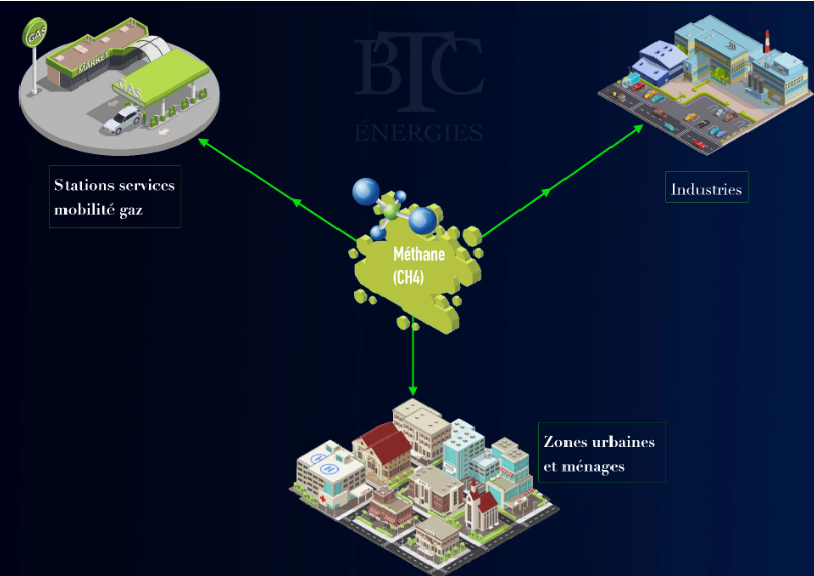 GAS
MARKET
GAS
BTC
ÉNERGIES
Stations services
mobilité gaz
Industries
Méthane
(CH4)
Zones urbaines
et ménages
H
H